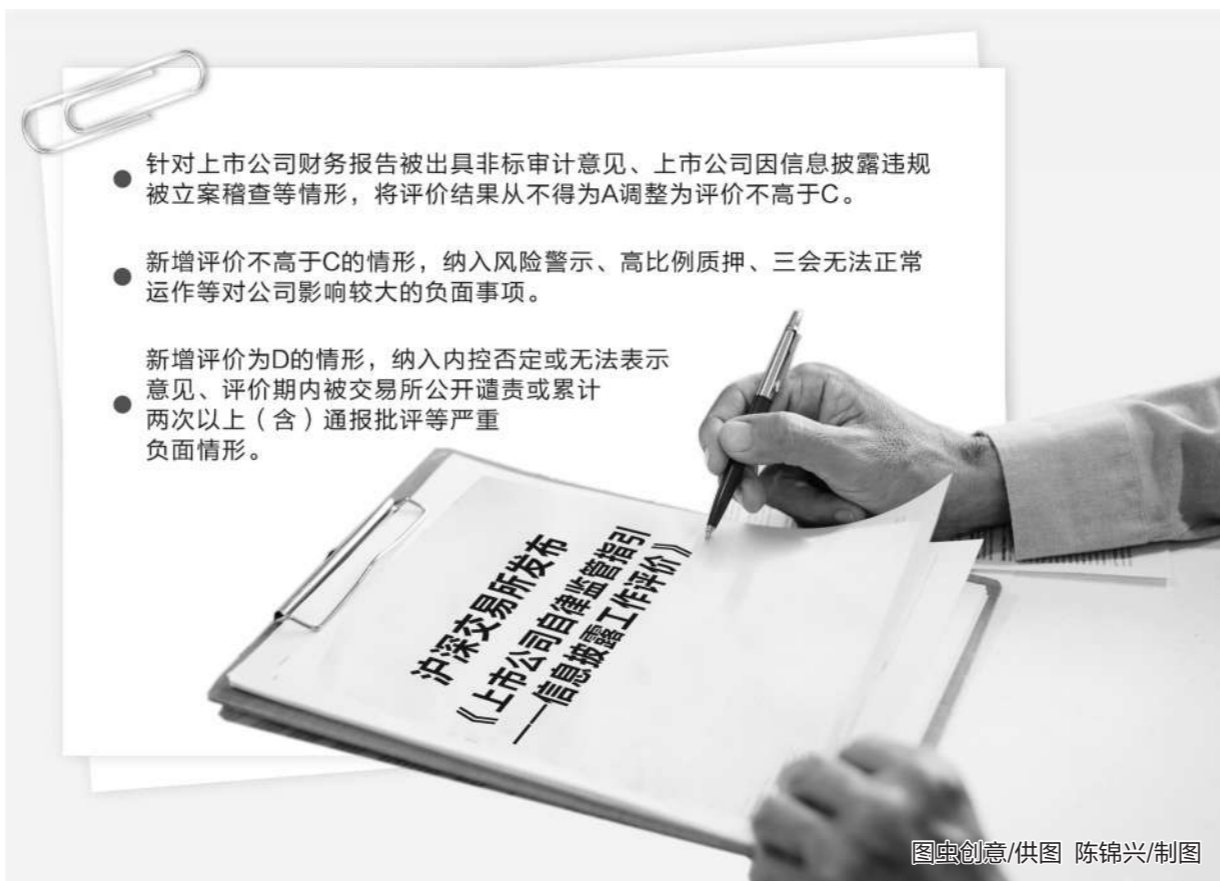 针对上市公司财务报告被出具非标审计意见、上市公司因信息披露违规
被立案稽查等情形，将评价结果从不得为A调整为评价不高于C。
新增评价不高于C的情形，纳入风险警示、高比例质押、三会无法正常
运作等对公司影响较大的负面事项。
新增评价为D的情形，纳入内控否定或无法表示
意见、评价期内被交易所公开谴责或累计
两次以上（含）通报批评等严重
负面情形。
沪深交易所发布
《上市公司自律监管指引
——信息披露工作评价》
图虫创意/供图 陈锦兴/制图